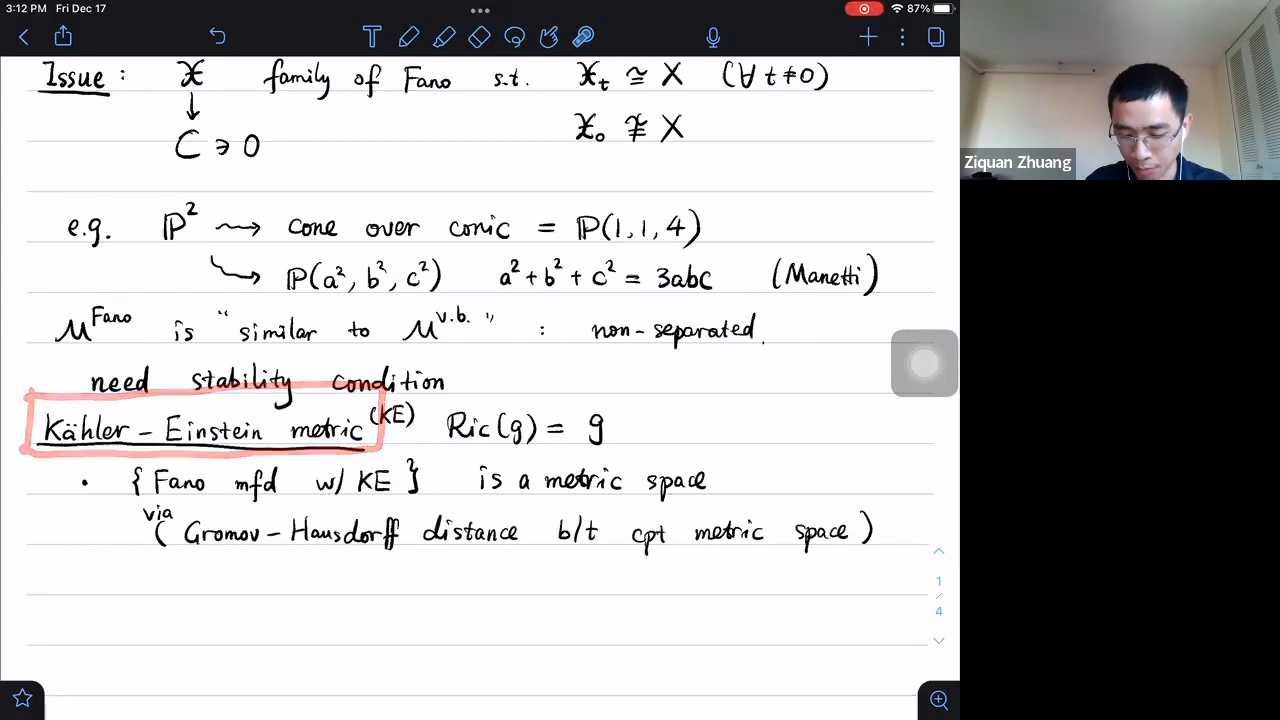 3:12 PM Fri Dec 17
87%
Issue : 𝔛 family of Fano s.t. 𝔛ₜ ≅ X (∀ t ≠ 0)
↓
C ∋ 0 𝔛₀ ≇ X
e.g. ℙ² ⇝ cone over conic = ℙ(1,1,4)
⇝ ℙ(a², b², c²) a² + b² + c² = 3abc (Manetti)
ℳ^Fano is "similar to ℳ^v.b." : non-separated.
need stability condition
Kähler – Einstein metric (KE) Ric(g) = g
• { Fano mfd w/ KE } is a metric space
via ( Gromov – Hausdorff distance b/t cpt metric space )
1
/
4
Ziquan Zhuang